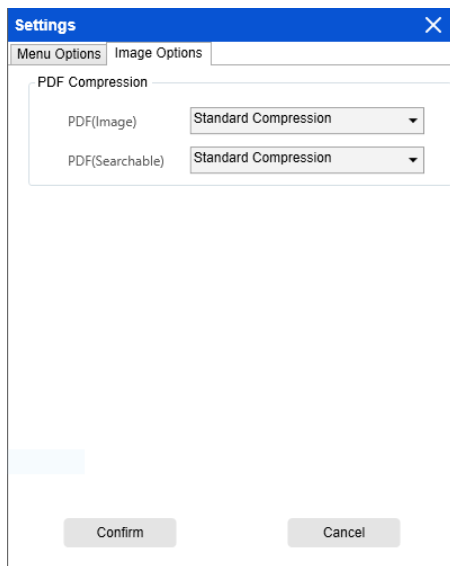 Settings
Menu Options Image Options
PDF Compression
PDF(Image) Standard Compression
PDF(Searchable) Standard Compression
Confirm Cancel